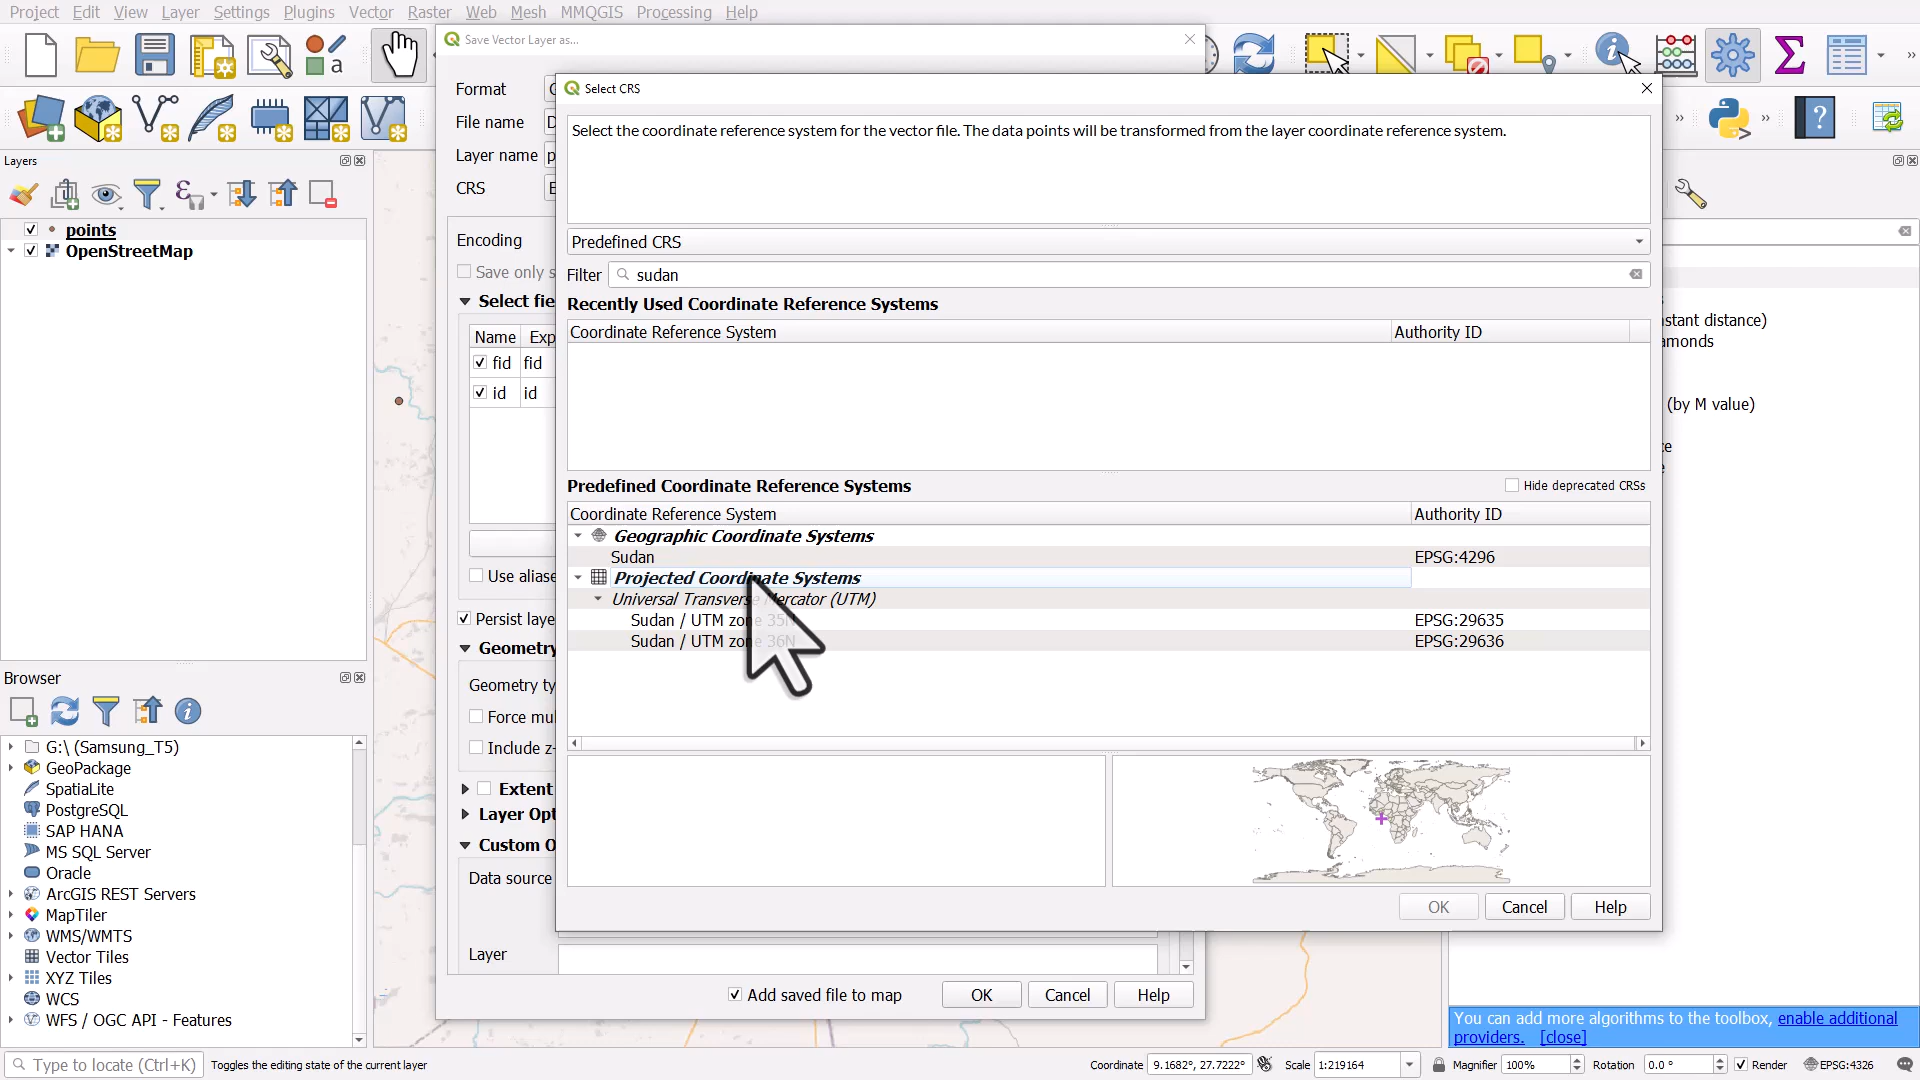 Project Edit View Layer Settings Plugins Vector Raster Web Mesh MMQGIS Processing Help
Save Vector Layer as...
Select CRS
Format
File name
Layer name
CRS
Select the coordinate reference system for the vector file. The data points will be transformed from the layer coordinate reference system.
Layers
points
OpenStreetMap
Encoding
Save only s
Select fie
Name Exp
fid fid
id id
Use aliase
Persist laye
Geometry
Geometry ty
Force mul
Include z-
Extent
Layer Opt
Custom O
Data source
Layer
Predefined CRS
Filter sudan
Recently Used Coordinate Reference Systems
Coordinate Reference System Authority ID
Predefined Coordinate Reference Systems
Hide deprecated CRSs
Coordinate Reference System Authority ID
Geographic Coordinate Systems
Sudan EPSG:4296
Projected Coordinate Systems
Universal Transverse Mercator (UTM)
Sudan / UTM zone 35N EPSG:29635
Sudan / UTM zone 36N EPSG:29636
OK Cancel Help
Add saved file to map
OK Cancel Help
stant distance)
amonds
(by M value)
Browser
G:\ (Samsung_T5)
GeoPackage
SpatiaLite
PostgreSQL
SAP HANA
MS SQL Server
Oracle
ArcGIS REST Servers
MapTiler
WMS/WMTS
Vector Tiles
XYZ Tiles
WCS
WFS / OGC API - Features
You can add more algorithms to the toolbox, enable additional
providers. [close]
Type to locate (Ctrl+K) Toggles the editing state of the current layer
Coordinate 9.1682°, 27.7222° Scale 1:219164 Magnifier 100% Rotation 0.0 ° Render EPSG:4326